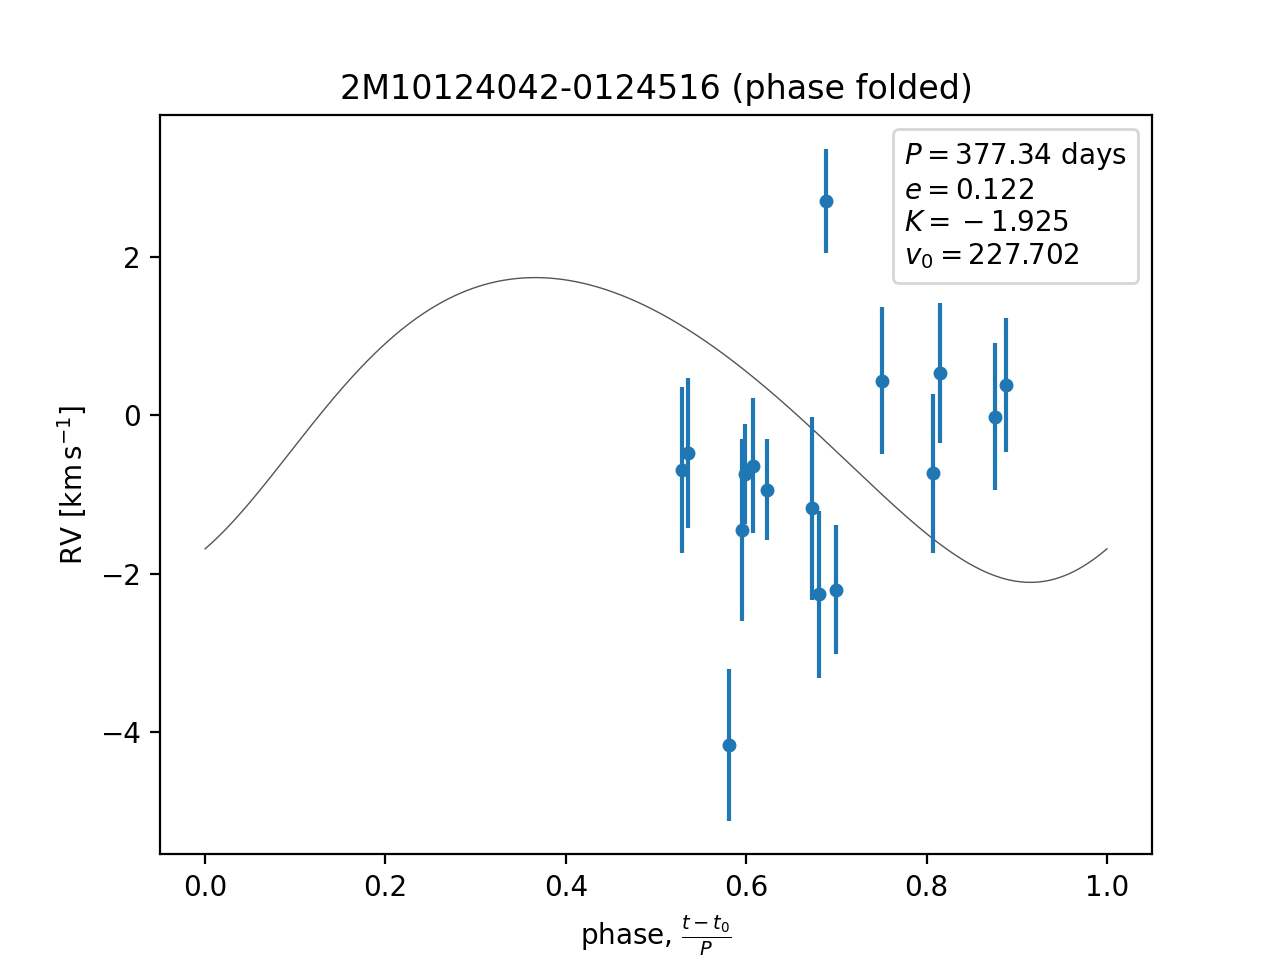 2M10124042-0124516 (phase folded)
P = 377.34 days
e = 0.122
K = −1.925
v₀ = 227.702
RV [km s⁻¹]
2
0
−2
−4
0.0 0.2 0.4 0.6 0.8 1.0
phase, (t − t₀)/P